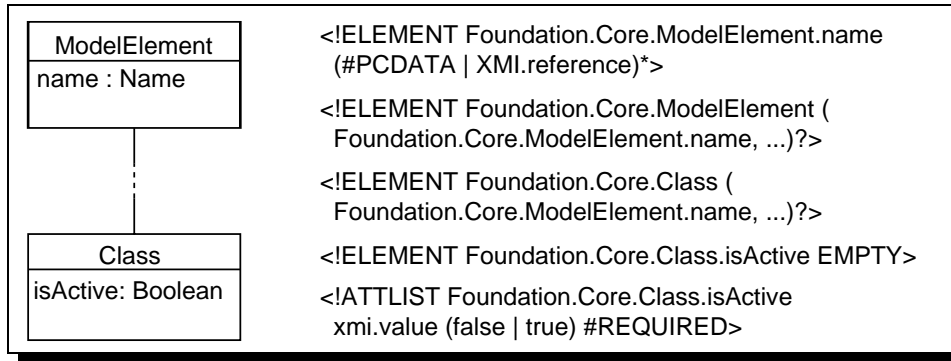 ModelElement
name : Name
Class
isActive: Boolean
<!ELEMENT Foundation.Core.ModelElement.name
(#PCDATA | XMI.reference)*>
<!ELEMENT Foundation.Core.ModelElement (
Foundation.Core.ModelElement.name, ...)?>
<!ELEMENT Foundation.Core.Class (
Foundation.Core.ModelElement.name, ...)?>
<!ELEMENT Foundation.Core.Class.isActive EMPTY>
<!ATTLIST Foundation.Core.Class.isActive
xmi.value (false | true) #REQUIRED>